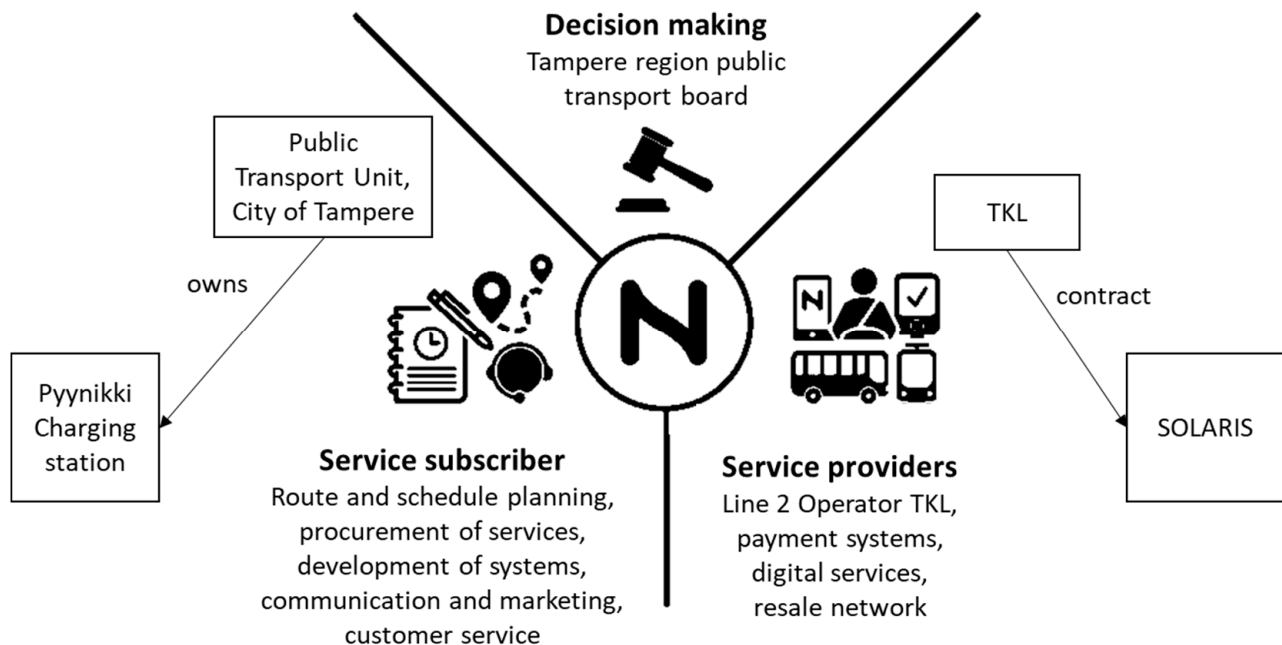 Decision making
Tampere region public
transport board
Public
Transport Unit,
City of Tampere
owns
Pyynikki
Charging
station
N
N
TKL
contract
SOLARIS
Service subscriber
Route and schedule planning,
procurement of services,
development of systems,
communication and marketing,
customer service
Service providers
Line 2 Operator TKL,
payment systems,
digital services,
resale network